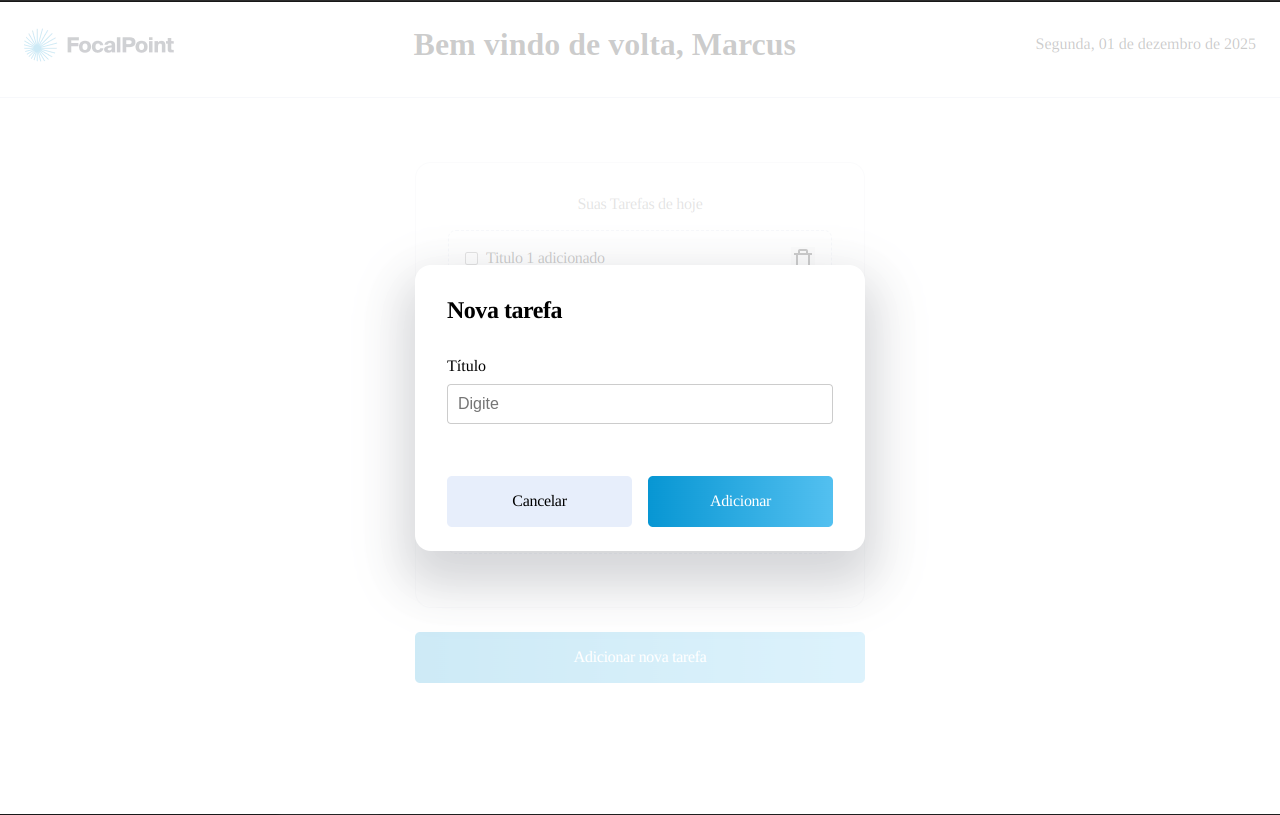 FocalPoint
Bem vindo de volta, Marcus
Segunda, 01 de dezembro de 2025
Suas Tarefas de hoje
Titulo 1 adicionado
Nova tarefa
Título
Digite
Cancelar
Adicionar
Adicionar nova tarefa